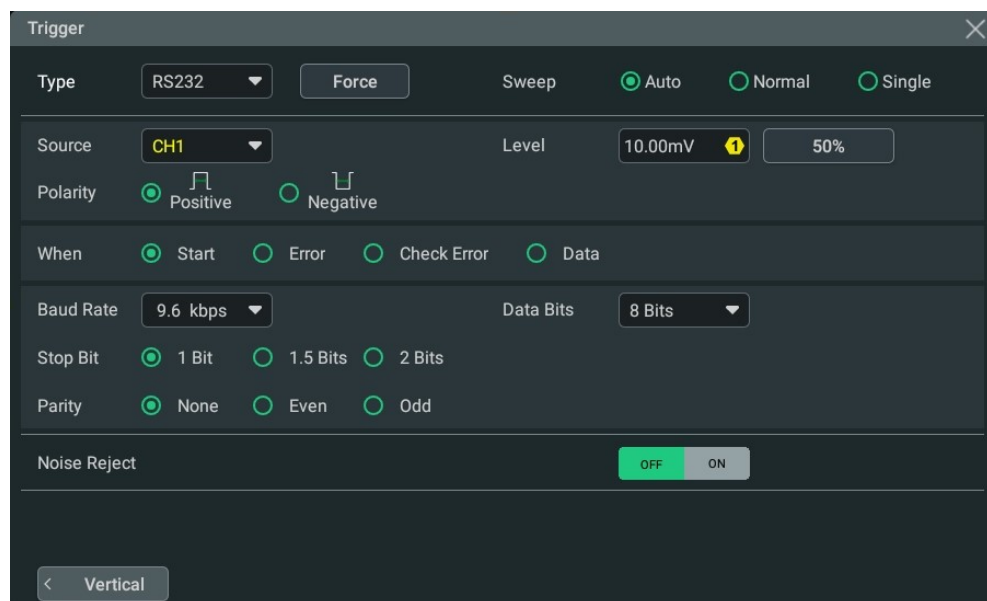 Trigger
Type RS232 Force Sweep Auto Normal Single
Source CH1 Level 10.00mV 1 50%
Polarity Positive Negative
When Start Error Check Error Data
Baud Rate 9.6 kbps Data Bits 8 Bits
Stop Bit 1 Bit 1.5 Bits 2 Bits
Parity None Even Odd
Noise Reject OFF ON
Vertical